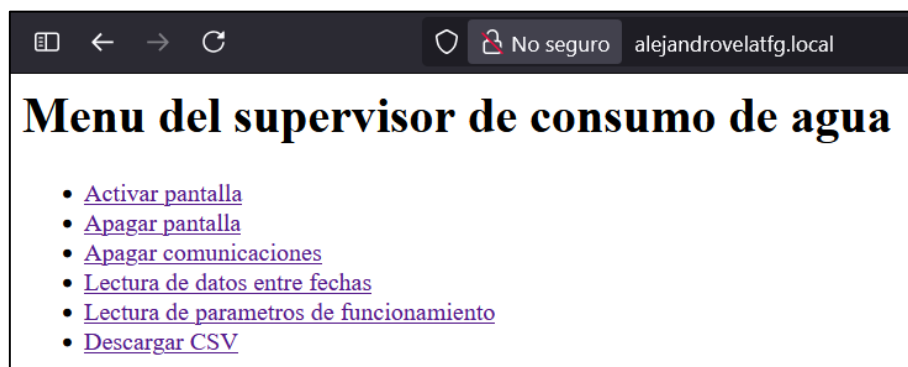 No seguro alejandrovelatfg.local
Menu del supervisor de consumo de agua
Activar pantalla
Apagar pantalla
Apagar comunicaciones
Lectura de datos entre fechas
Lectura de parametros de funcionamiento
Descargar CSV